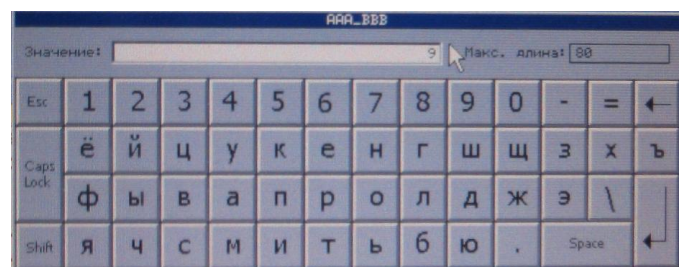 AAA_BBB
Значение: 9 Макс. длина: 80
Esc 1 2 3 4 5 6 7 8 9 0 - = ←
Caps Lock ё й ц у к е н г ш щ з х ъ
ф ы в а п р о л д ж э \
Shift я ч с м и т ь б ю . Space ↵